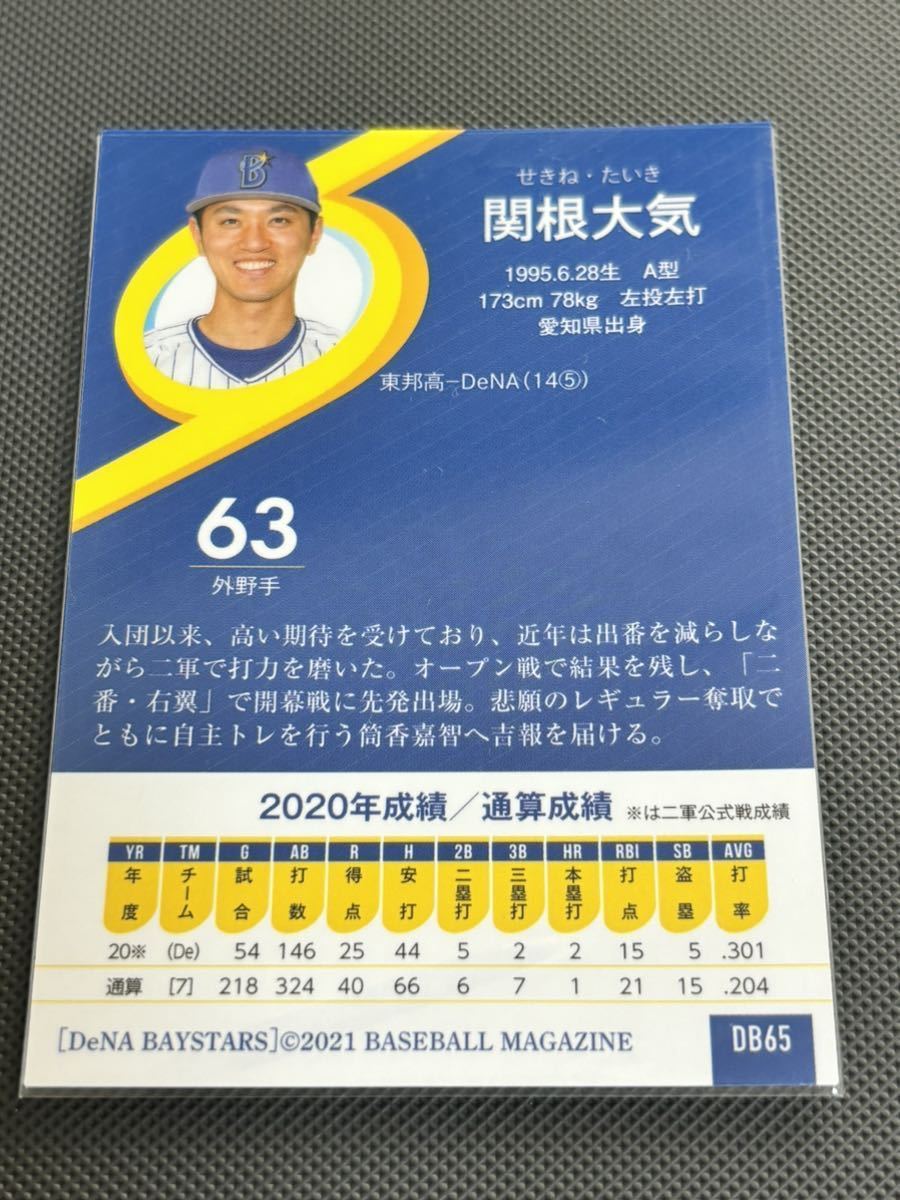 B
せきね・たいき
関根大気
1995.6.28生　A型
173cm 78kg　左投左打
愛知県出身
東邦高−DeNA(14⑤)
63
外野手
入団以来、高い期待を受けており、近年は出番を減らしな
がら二軍で打力を磨いた。オープン戦で結果を残し、「二
番・右翼」で開幕戦に先発出場。悲願のレギュラー奪取で
ともに自主トレを行う筒香嘉智へ吉報を届ける。
2020年成績／通算成績 ※は二軍公式戦成績
YR TM G AB R H 2B 3B HR RBI SB AVG
年度 チーム 試合 打数 得点 安打 二塁打 三塁打 本塁打 打点 盗塁 打率
20※ (De) 54 146 25 44 5 2 2 15 5 .301
通算 [7] 218 324 40 66 6 7 1 21 15 .204
[DeNA BAYSTARS]©2021 BASEBALL MAGAZINE
DB65